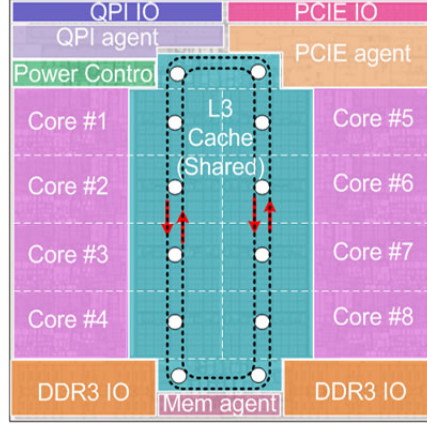 QPI IO
PCIE IO
QPI agent
PCIE agent
Power Control
L3
Cache
(Shared)
Core #1
Core #5
Core #2
Core #6
Core #3
Core #7
Core #4
Core #8
DDR3 IO
DDR3 IO
Mem agent